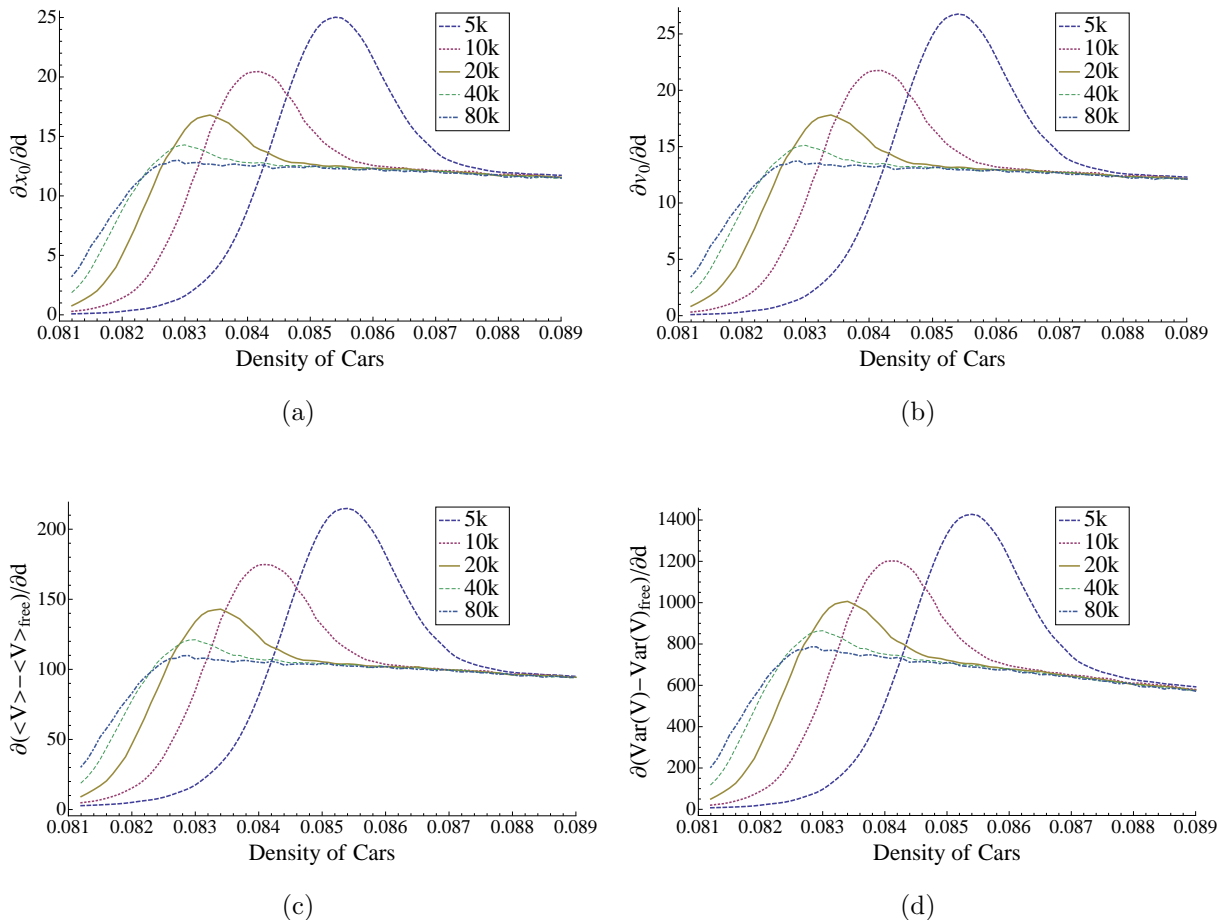 25
20
15
10
5
0
∂x₀/∂d
0.081 0.082 0.083 0.084 0.085 0.086 0.087 0.088 0.089
Density of Cars
5k
10k
20k
40k
80k
(a)
25
20
15
10
5
0
∂v₀/∂d
0.081 0.082 0.083 0.084 0.085 0.086 0.087 0.088 0.089
Density of Cars
5k
10k
20k
40k
80k
(b)
200
150
100
50
0
∂(<V>−<V>free)/∂d
0.081 0.082 0.083 0.084 0.085 0.086 0.087 0.088 0.089
Density of Cars
5k
10k
20k
40k
80k
(c)
1400
1200
1000
800
600
400
200
0
∂(Var(V)−Var(V)free)/∂d
0.081 0.082 0.083 0.084 0.085 0.086 0.087 0.088 0.089
Density of Cars
5k
10k
20k
40k
80k
(d)